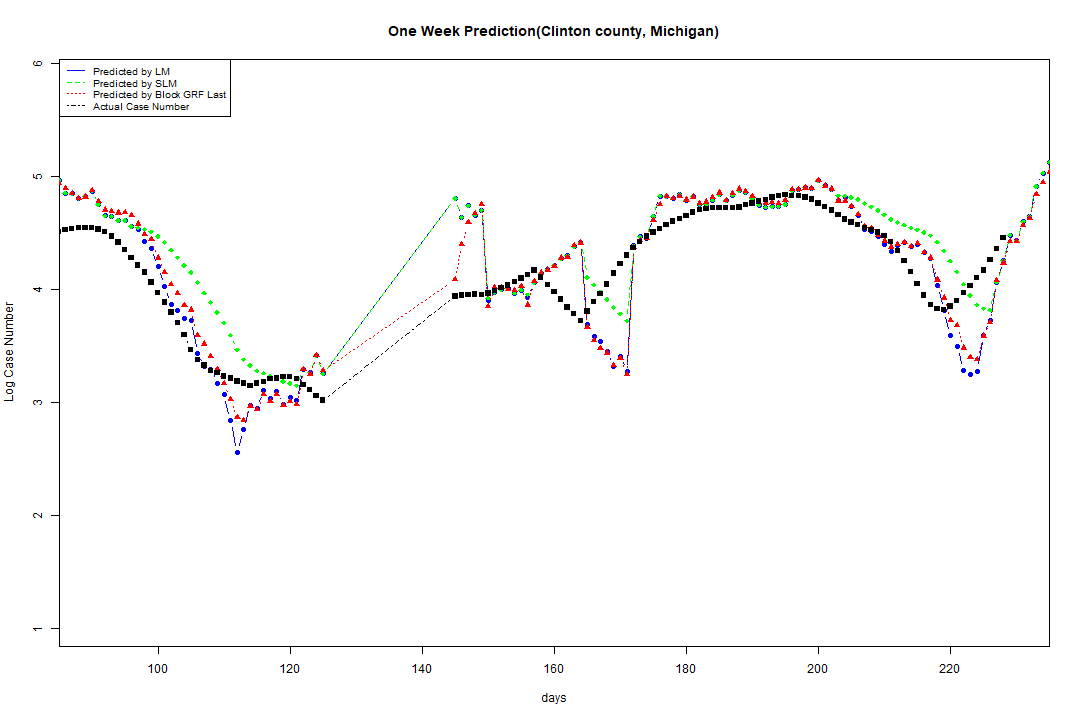 One Week Prediction(Clinton county, Michigan)
Predicted by LM
Predicted by SLM
Predicted by Block GRF Last
Actual Case Number
6
5
4
3
2
1
Log Case Number
100 120 140 160 180 200 220
days